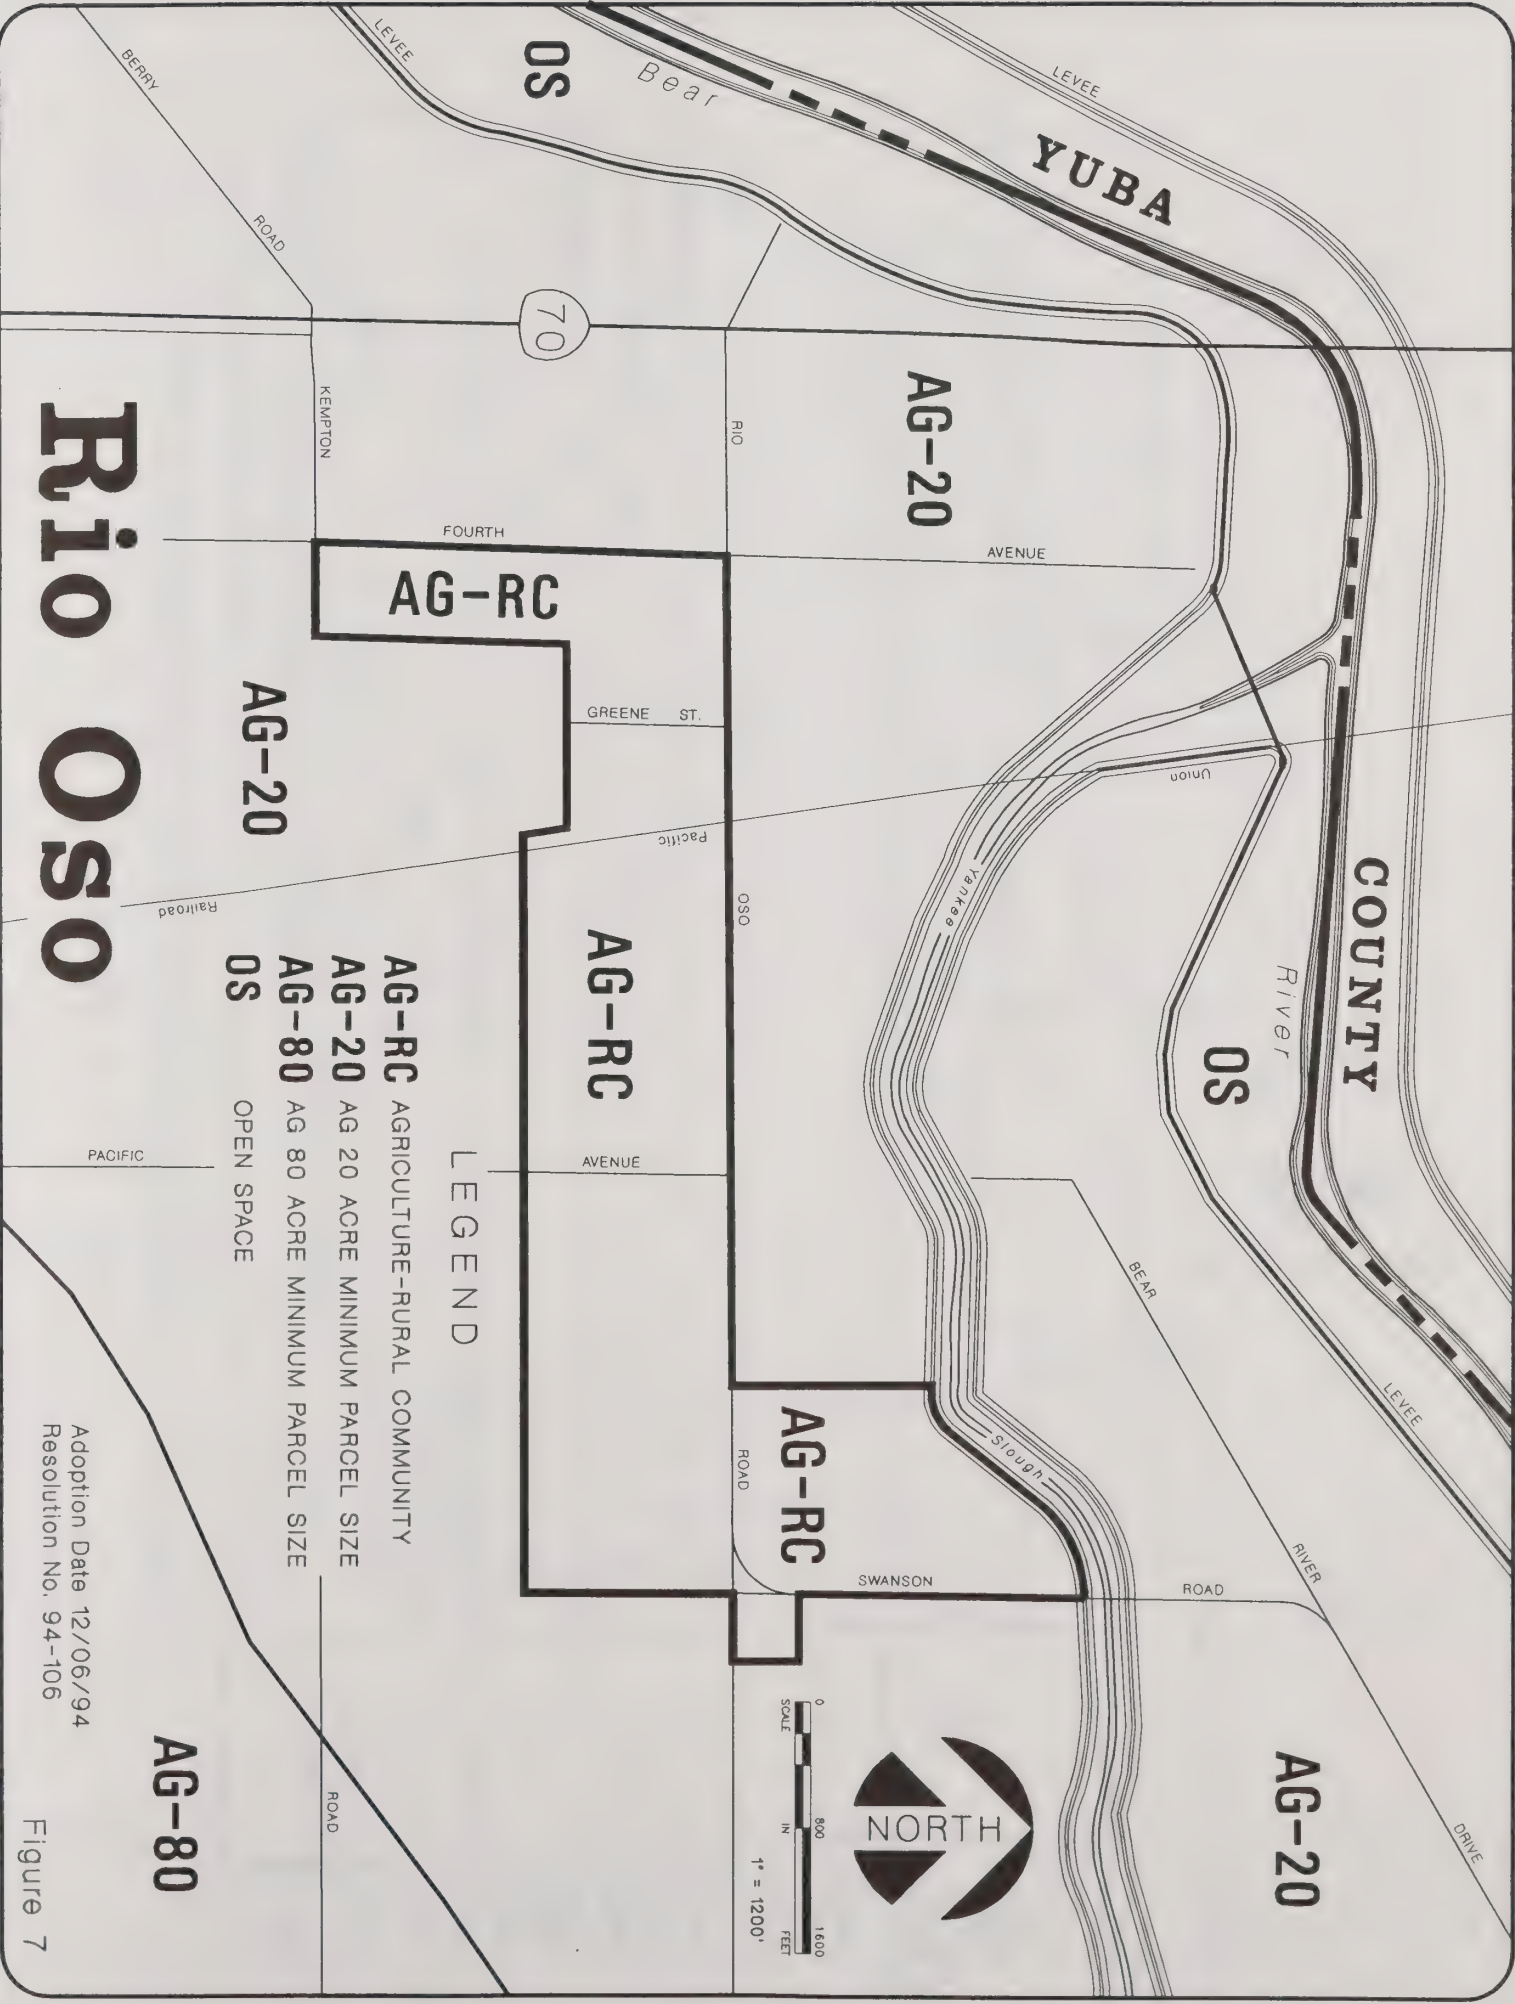 LEVEE
YUBA
COUNTY
Bear
River
OS
OS
LEVEE
LEVEE
BERRY
ROAD
70
AG-20
RIO
OSO
ROAD
KEMPTON
FOURTH
AVENUE
AG-RC
GREENE ST.
Union
Pacific
Railroad
Yankee
Slough
AG-RC
AG-RC
AG-20
PACIFIC
AVENUE
BEAR
RIVER
DRIVE
SWANSON
ROAD
AG-20
NORTH
0 800 1600
SCALE IN FEET
1" = 1200'
LEGEND
AG-RC AGRICULTURE-RURAL COMMUNITY
AG-20 AG 20 ACRE MINIMUM PARCEL SIZE
AG-80 AG 80 ACRE MINIMUM PARCEL SIZE
OS OPEN SPACE
ROAD
AG-80
Rio Oso
Adoption Date 12/06/94
Resolution No. 94-106
Figure 7